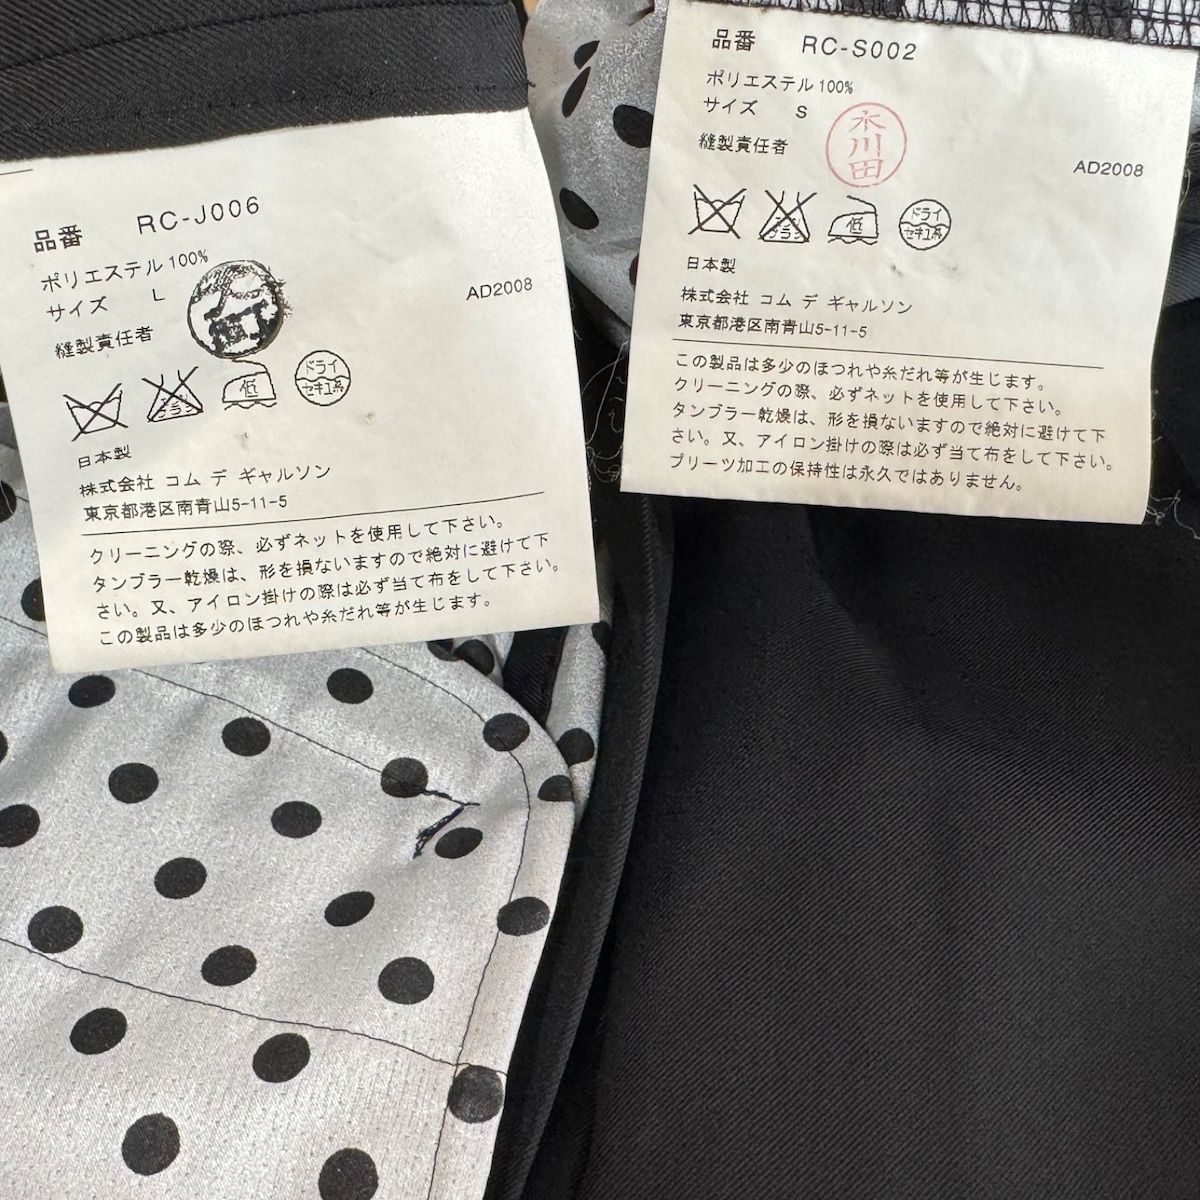 品番 RC-J006
ポリエステル 100%
サイズ L
AD2008
縫製責任者
低
ドライ
セキユ系
日本製
株式会社 コム デ ギャルソン
東京都港区南青山5-11-5
クリーニングの際、必ずネットを使用して下さい。
タンブラー乾燥は、形を損ないますので絶対に避けて下
さい。又、アイロン掛けの際は必ず当て布をして下さい。
この製品は多少のほつれや糸だれ等が生じます。
品番 RC-S002
ポリエステル 100%
サイズ S
縫製責任者
AD2008
低
ドライ
セキユ系
日本製
株式会社 コム デ ギャルソン
東京都港区南青山5-11-5
この製品は多少のほつれや糸だれ等が生じます。
クリーニングの際、必ずネットを使用して下さい。
タンブラー乾燥は、形を損ないますので絶対に避けて下
さい。又、アイロン掛けの際は必ず当て布をして下さい。
プリーツ加工の保持性は永久ではありません。